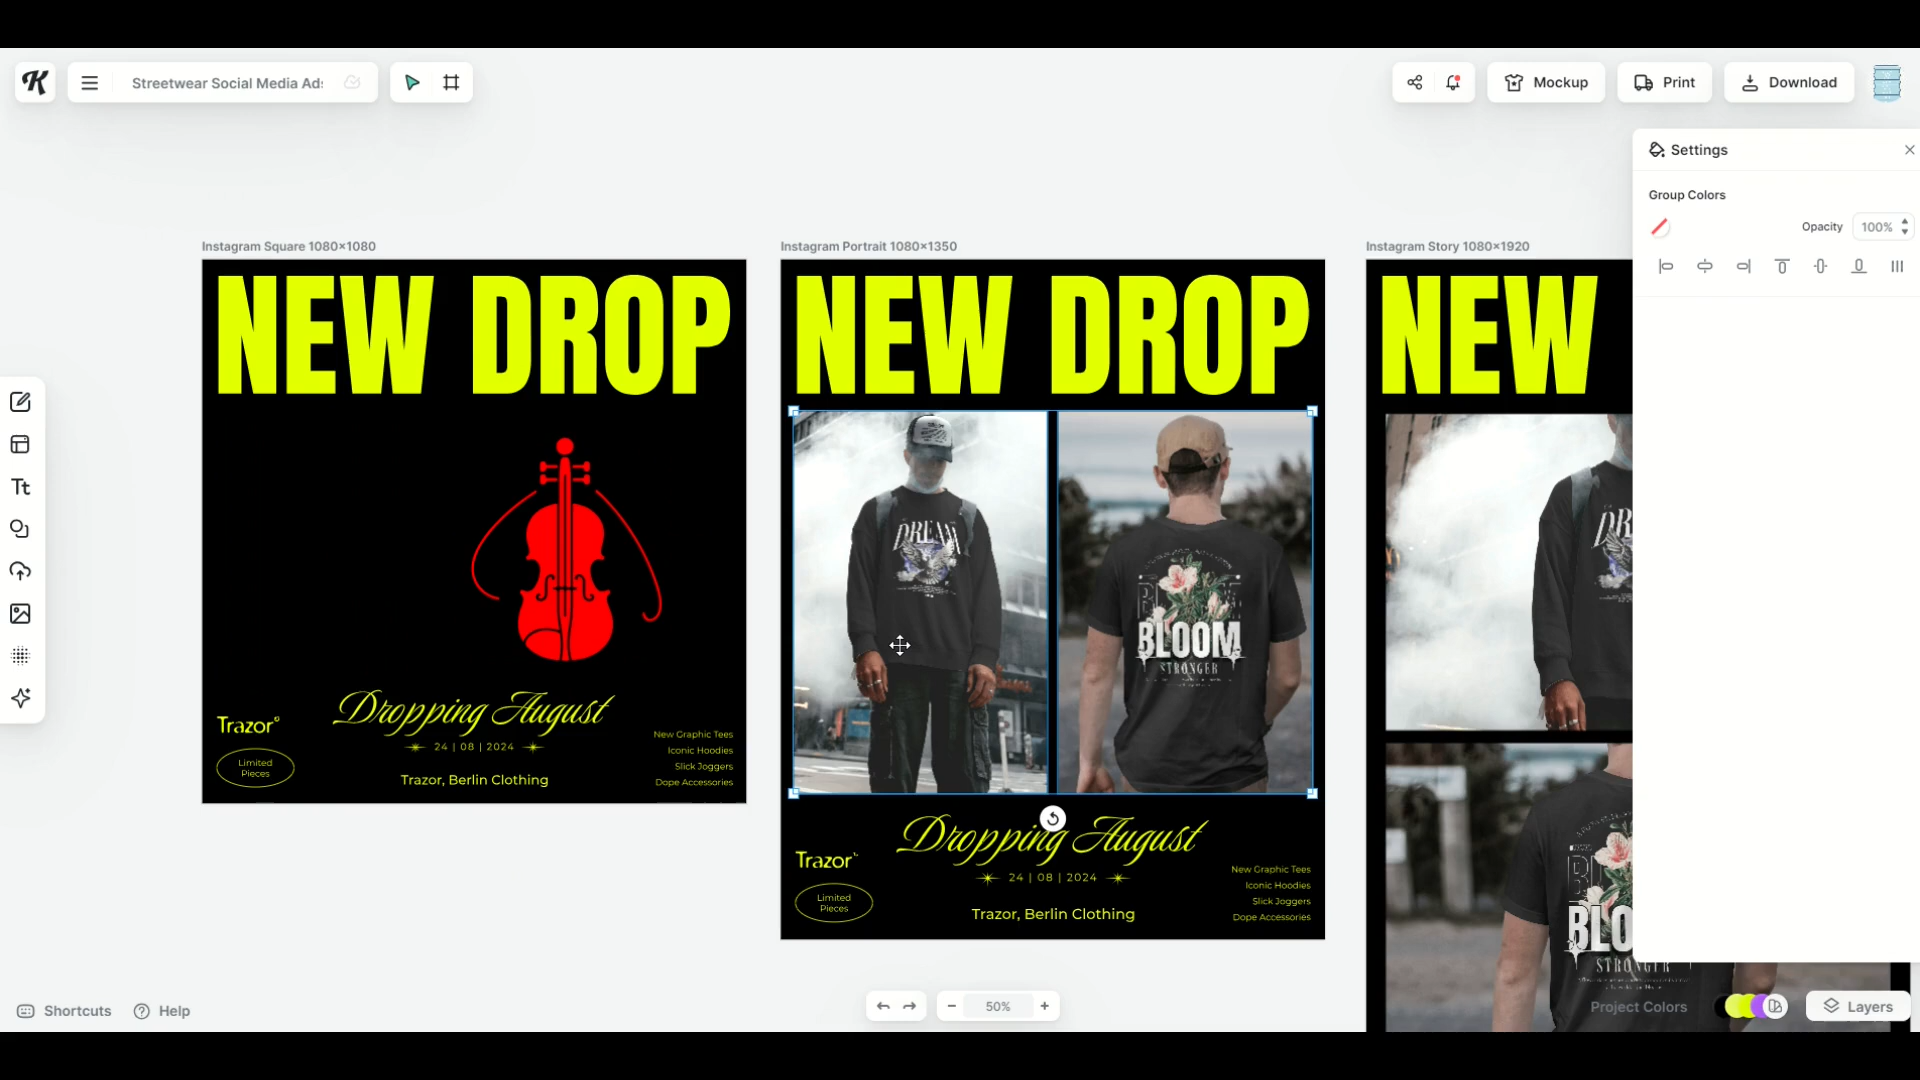 K
Streetwear Social Media Ad
Mockup
Print
Download
Settings
Group Colors
Opacity
100%
Instagram Square 1080×1080
NEW DROP
Dropping August
Trazor
24 | 08 | 2024
Limited
Pieces
Trazor, Berlin Clothing
New Graphic Tees
Iconic Hoodies
Slick Joggers
Dope Accessories
Instagram Portrait 1080×1350
NEW DROP
DREAM
BLOOM
STRONGER
Dropping August
Trazor
24 | 08 | 2024
Limited
Pieces
Trazor, Berlin Clothing
New Graphic Tees
Iconic Hoodies
Slick Joggers
Dope Accessories
Instagram Story 1080×1920
NEW
DR
BLO
STRONGER
Tt
Shortcuts
Help
50%
Project Colors
Layers